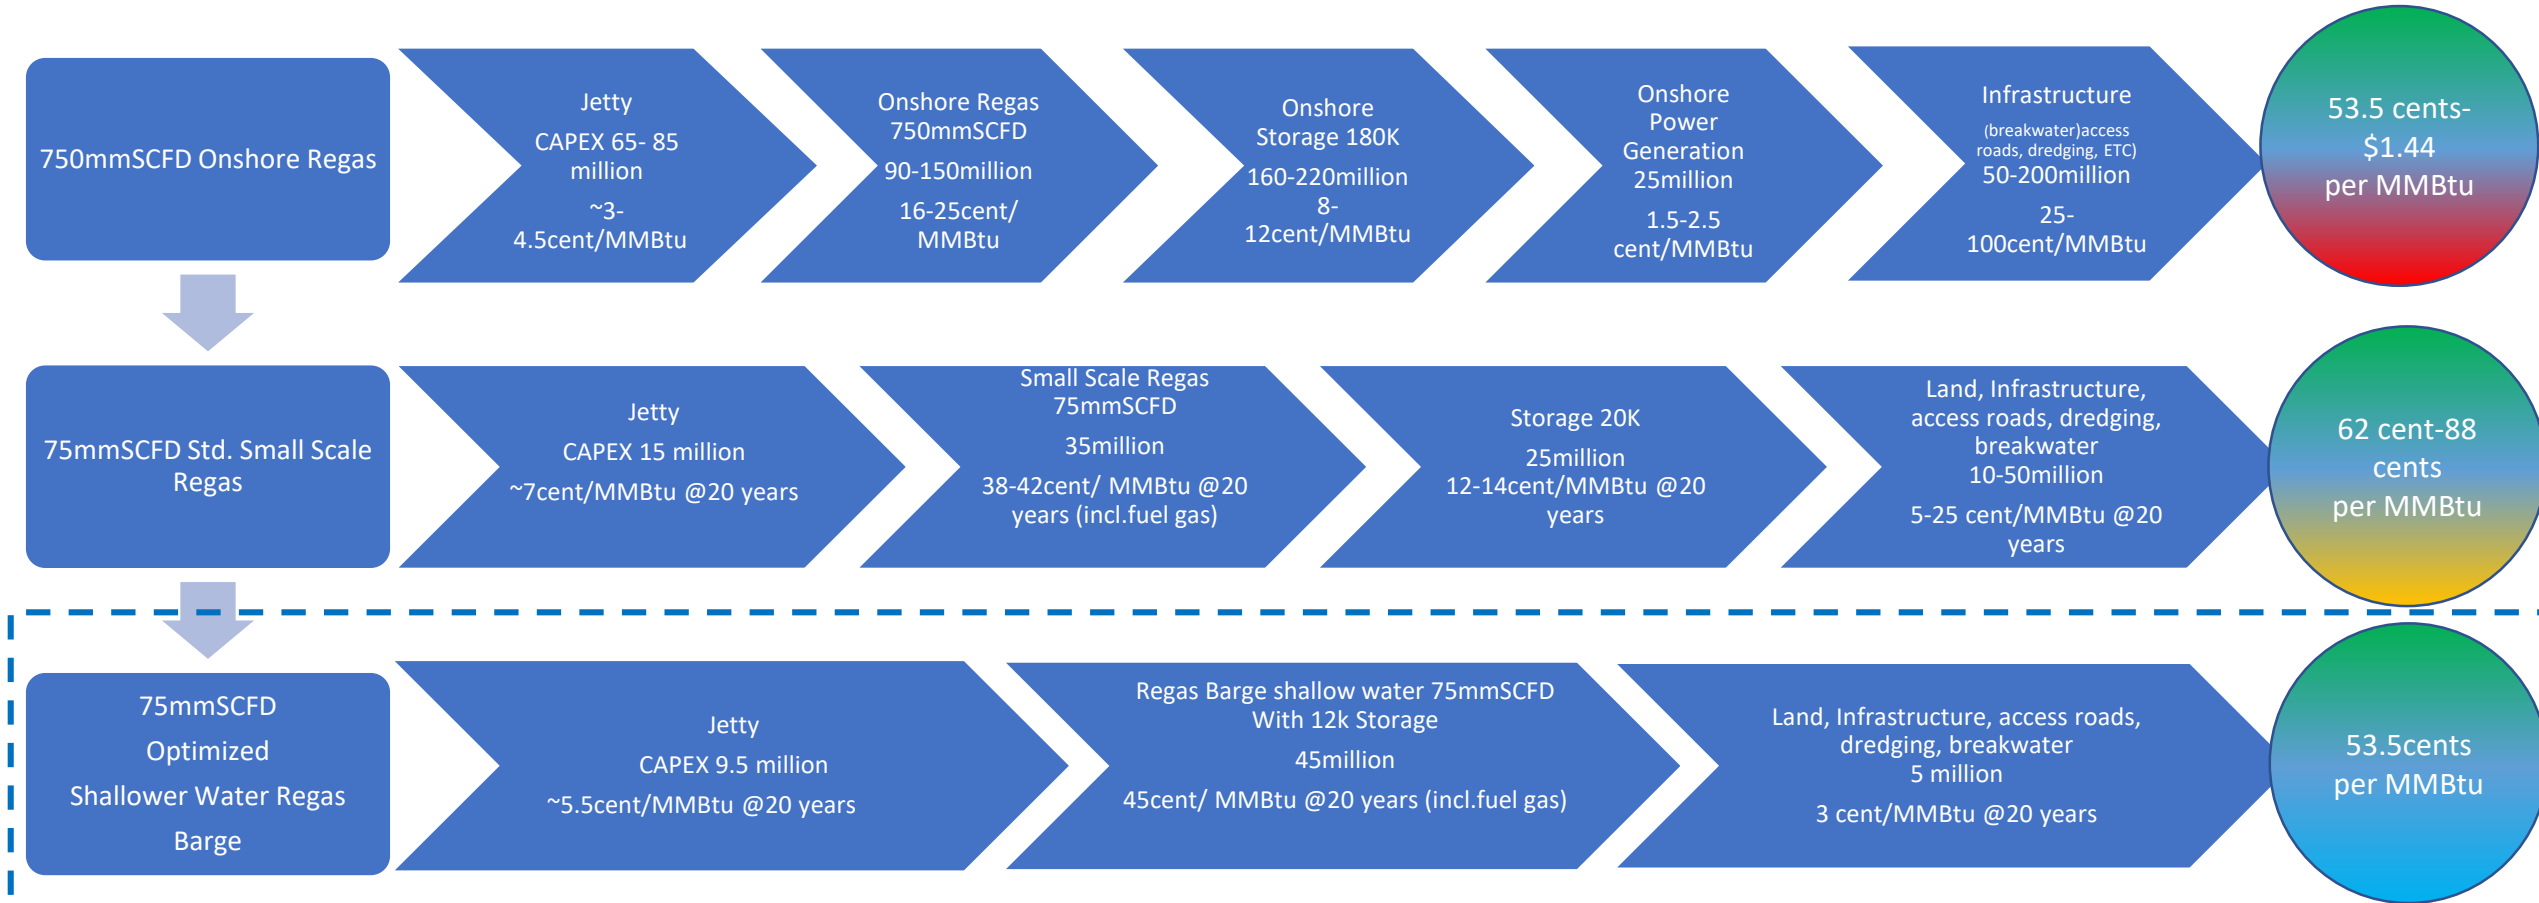 750mmSCFD Onshore Regas
Jetty
CAPEX 65- 85
million
~3-
4.5cent/MMBtu
Onshore Regas
750mmSCFD
90-150million
16-25cent/
MMBtu
Onshore
Storage 180K
160-220million
8-
12cent/MMBtu
Onshore
Power
Generation
25million
1.5-2.5
cent/MMBtu
Infrastructure
(breakwater)access
roads, dredging, ETC)
50-200million
25-
100cent/MMBtu
53.5 cents-
$1.44
per MMBtu
75mmSCFD Std. Small Scale
Regas
Jetty
CAPEX 15 million
~7cent/MMBtu @20 years
Small Scale Regas
75mmSCFD
35million
38-42cent/ MMBtu @20
years (incl.fuel gas)
Storage 20K
25million
12-14cent/MMBtu @20
years
Land, Infrastructure,
access roads, dredging,
breakwater
10-50million
5-25 cent/MMBtu @20
years
62 cent-88
cents
per MMBtu
75mmSCFD
Optimized
Shallower Water Regas
Barge
Jetty
CAPEX 9.5 million
~5.5cent/MMBtu @20 years
Regas Barge shallow water 75mmSCFD
With 12k Storage
45million
45cent/ MMBtu @20 years (incl.fuel gas)
Land, Infrastructure, access roads,
dredging, breakwater
5 million
3 cent/MMBtu @20 years
53.5cents
per MMBtu